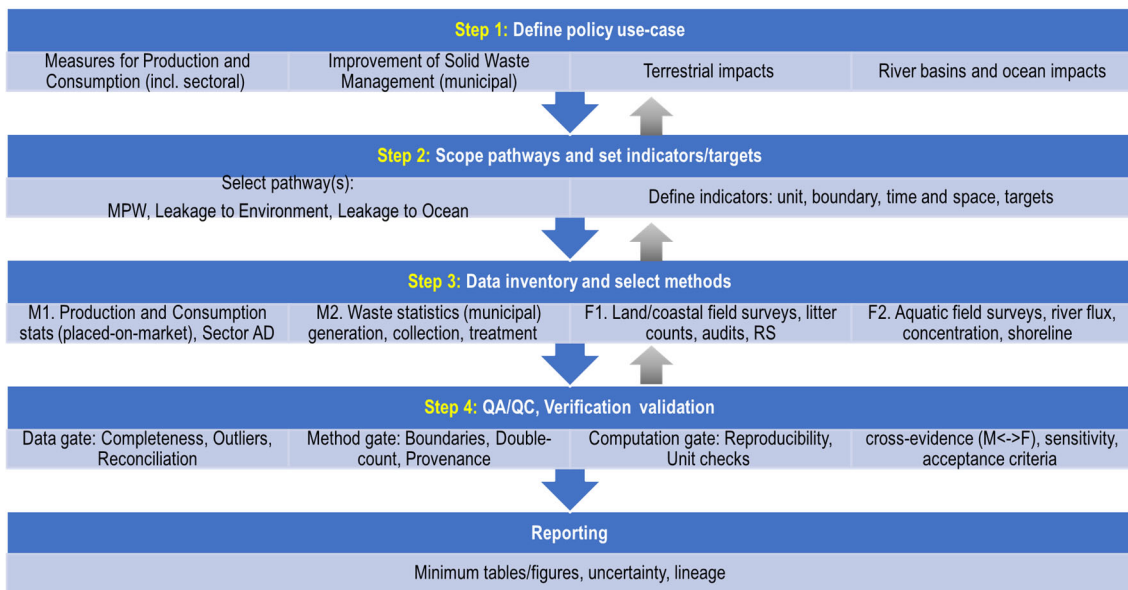 Step 1: Define policy use-case
Measures for Production and
Consumption (incl. sectoral)
Improvement of Solid Waste
Management (municipal)
Terrestrial impacts
River basins and ocean impacts
Step 2: Scope pathways and set indicators/targets
Select pathway(s):
MPW, Leakage to Environment, Leakage to Ocean
Define indicators: unit, boundary, time and space, targets
Step 3: Data inventory and select methods
M1. Production and Consumption
stats (placed-on-market), Sector AD
M2. Waste statistics (municipal)
generation, collection, treatment
F1. Land/coastal field surveys, litter
counts, audits, RS
F2. Aquatic field surveys, river flux,
concentration, shoreline
Step 4: QA/QC, Verification validation
Data gate: Completeness, Outliers,
Reconciliation
Method gate: Boundaries, Double-
count, Provenance
Computation gate: Reproducibility,
Unit checks
cross-evidence (M<->F), sensitivity,
acceptance criteria
Reporting
Minimum tables/figures, uncertainty, lineage